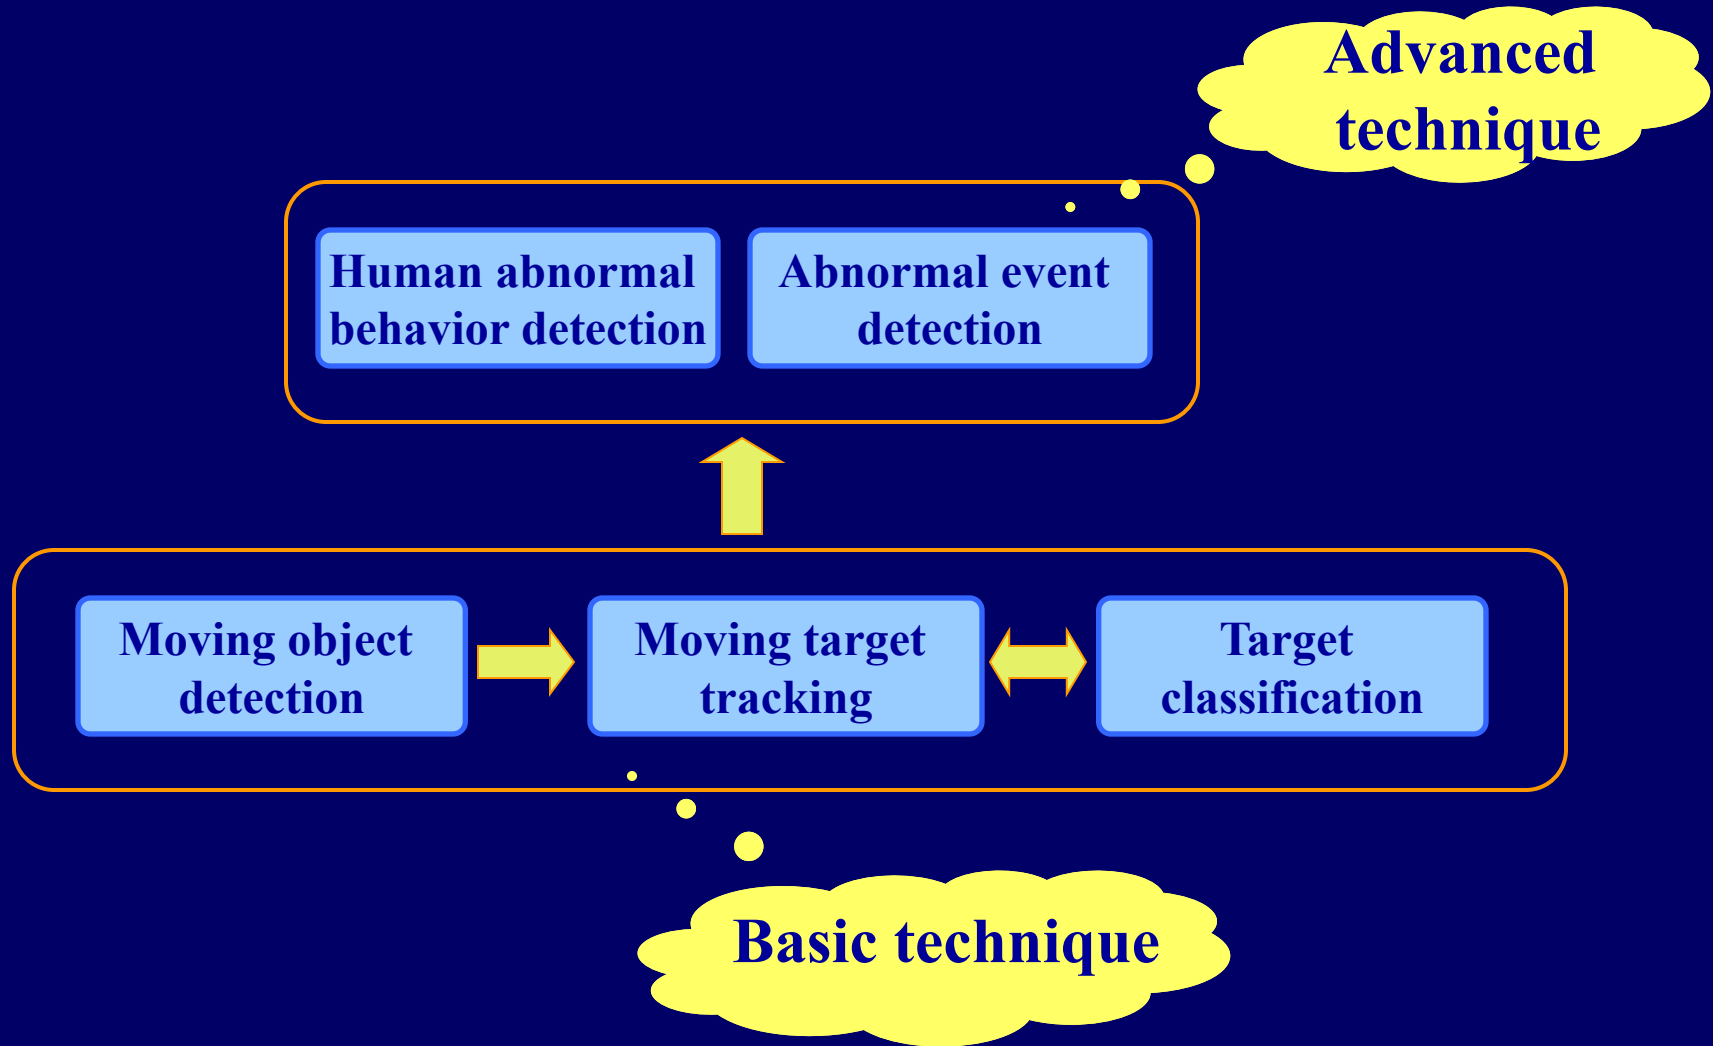 Advanced
technique
Human abnormal
behavior detection
Abnormal event
detection
Moving object
detection
Moving target
tracking
Target
classification
Basic technique